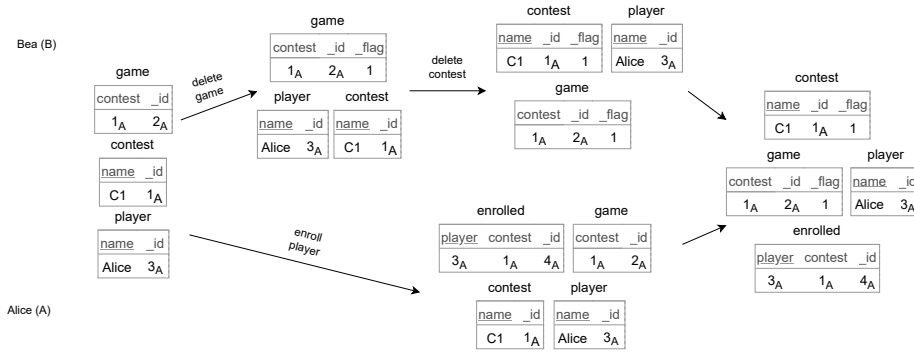 Bea (B)
game
contest _id
1A 2A
contest
name _id
C1 1A
player
name _id
Alice 3A
delete
game
game
contest _id _flag
1A 2A 1
player
name _id
Alice 3A
contest
name _id
C1 1A
delete
contest
contest
name _id _flag
C1 1A 1
player
name _id
Alice 3A
game
contest _id _flag
1A 2A 1
enroll
player
enrolled
player contest _id
3A 1A 4A
game
contest _id
1A 2A
contest
name _id
C1 1A
player
name _id
Alice 3A
contest
name _id _flag
C1 1A 1
game
contest _id _flag
1A 2A 1
player
name _id
Alice 3A
enrolled
player contest _id
3A 1A 4A
Alice (A)